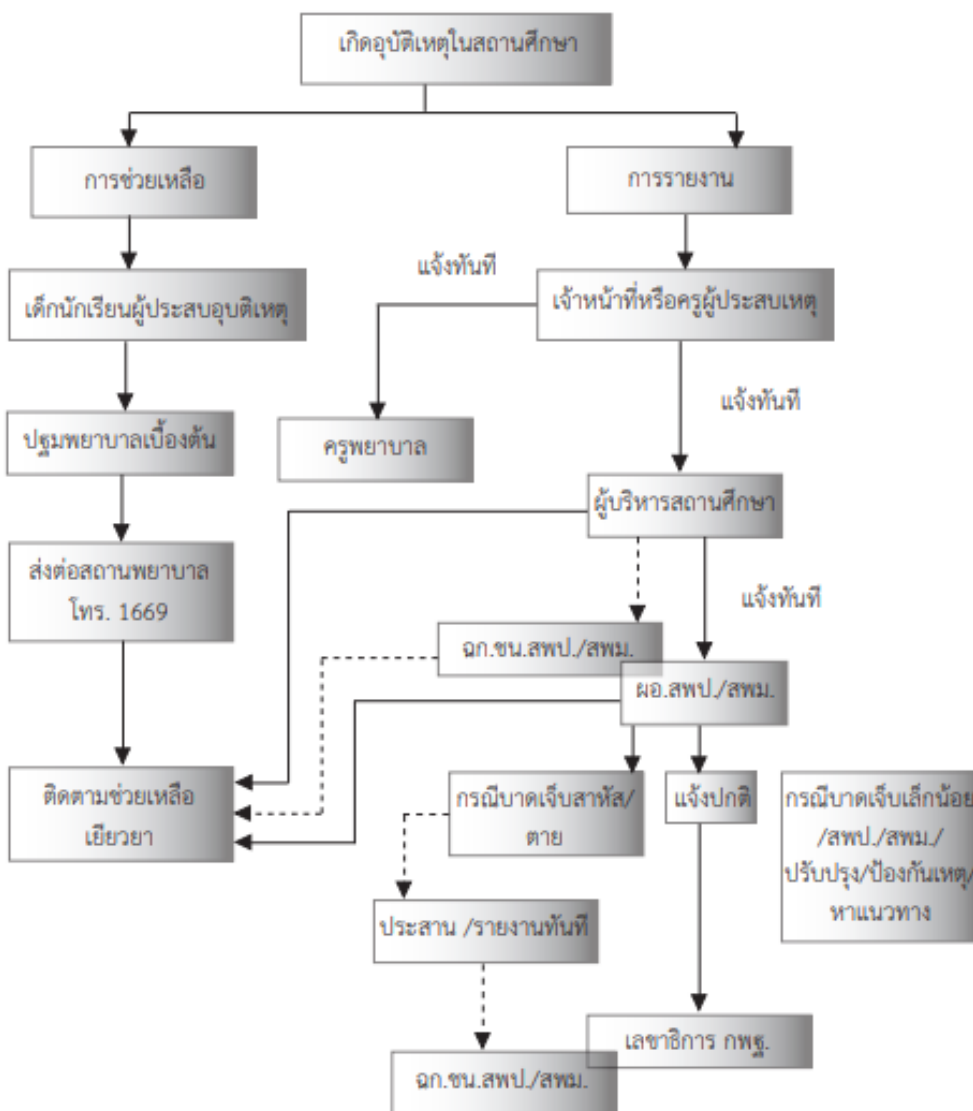 เกิดอุบัติเหตุในสถานศึกษา
การช่วยเหลือ
การรายงาน
แจ้งทันที
เด็กนักเรียนผู้ประสบอุบติเหตุ
เจ้าหน้าที่หรือครูผู้ประสบเหตุ
แจ้งทันที
ปฐมพยาบาลเบื้องต้น
ครูพยาบาล
ผู้บริหารสถานศึกษา
ส่งต่อสถานพยาบาล
โทร. 1669
แจ้งทันที
ฉก.ชน.สพป./สพม.
ผอ.สพป./สพม.
ติดตามช่วยเหลือ
เยียวยา
กรณีบาดเจ็บสาหัส/
ตาย
แจ้งปกติ
กรณีบาดเจ็บเล็กน้อย
/สพป./สพม./
ปรับปรุง/ป้องกันเหตุ/
หาแนวทาง
ประสาน /รายงานทันที
เลขาธิการ กพฐ.
ฉก.ชน.สพป./สพม.